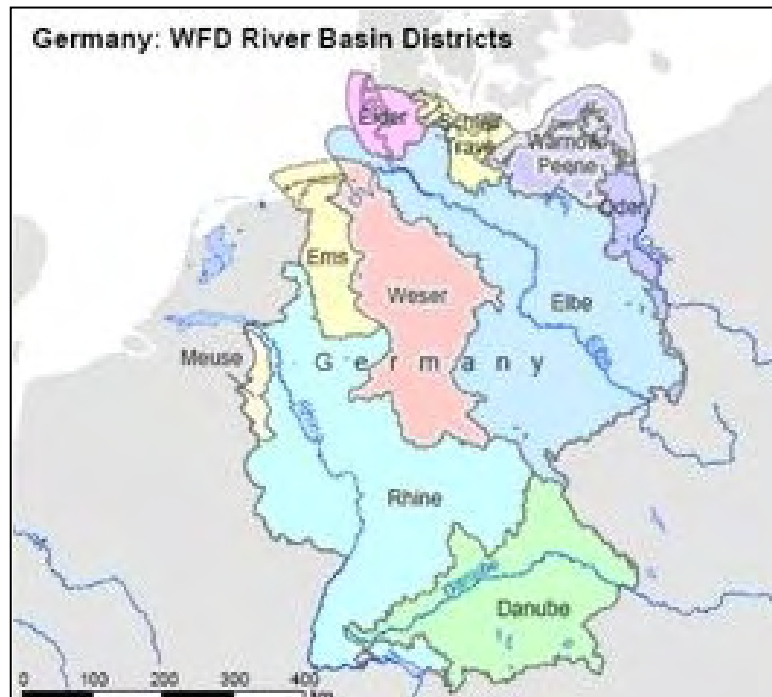 Germany: WFD River Basin Districts
Eider
Schlei
Trave
Warnow
Peene
Oder
Ems
Weser
Elbe
Meuse
G e r m a n y
Rhine
Danube
Danube
0 100 200 300 400
km